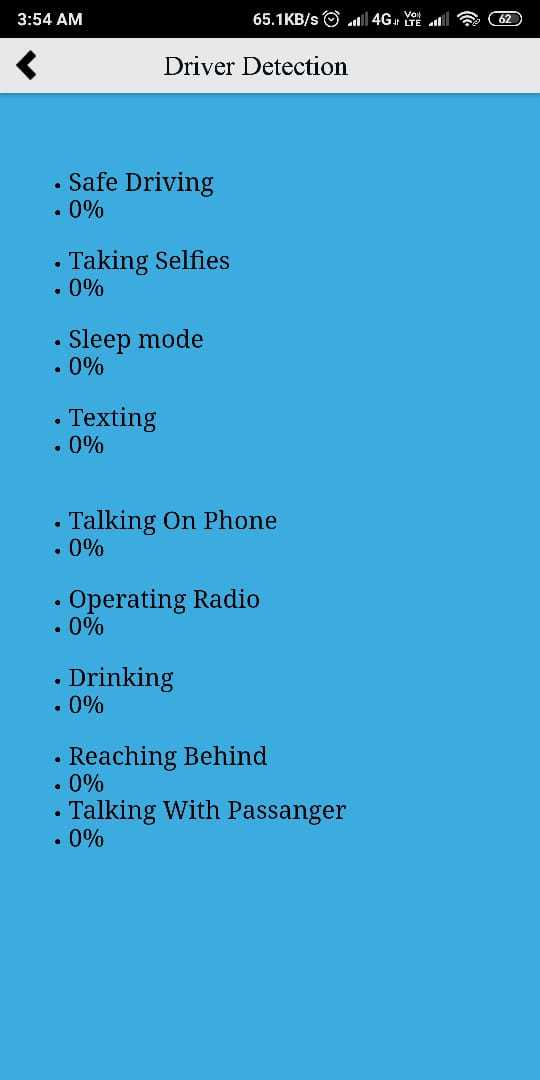 3:54 AM 65.1KB/s 4G Vo)) LTE 62
Driver Detection
• Safe Driving
• 0%
• Taking Selfies
• 0%
• Sleep mode
• 0%
• Texting
• 0%
• Talking On Phone
• 0%
• Operating Radio
• 0%
• Drinking
• 0%
• Reaching Behind
• 0%
• Talking With Passanger
• 0%